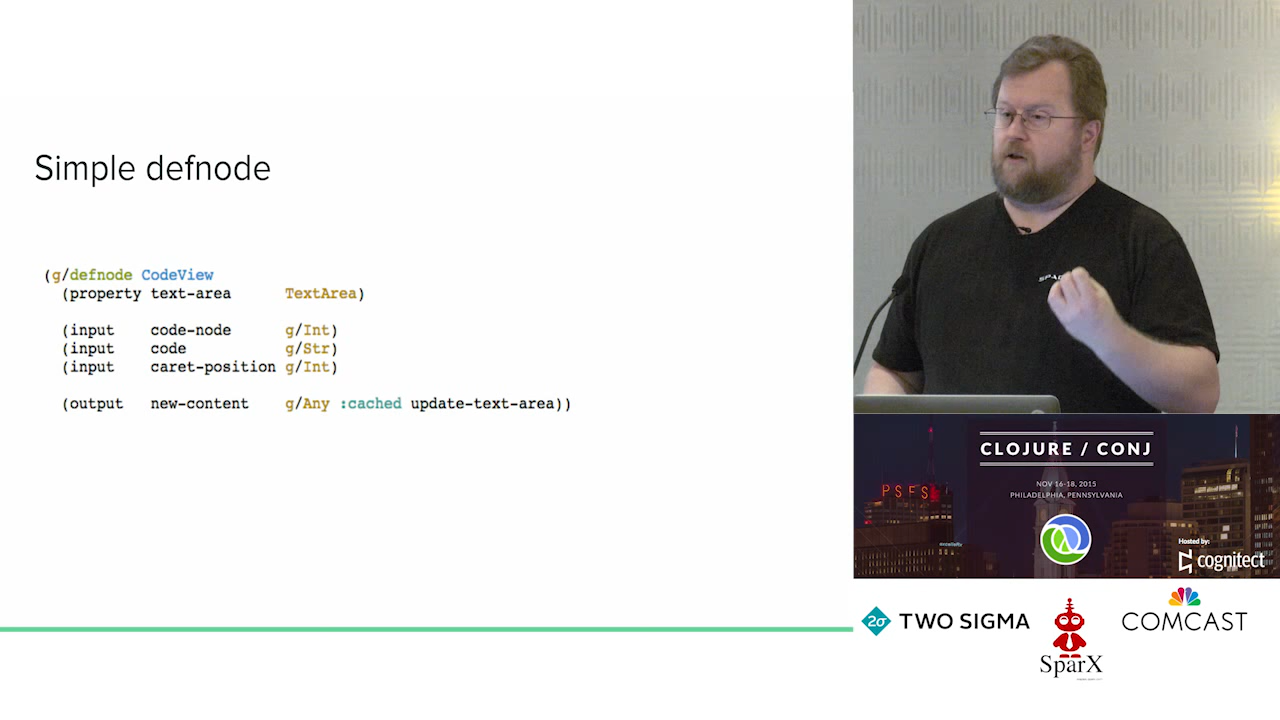 Simple defnode
(g/defnode CodeView
(property text-area TextArea)
(input code-node g/Int)
(input code g/Str)
(input caret-position g/Int)
(output new-content g/Any :cached update-text-area))
CLOJURE / CONJ
NOV 16-18, 2015
PHILADELPHIA, PENNSYLVANIA
PSFS
Hosted by:
cognitect
2σ TWO SIGMA
SparX
COMCAST